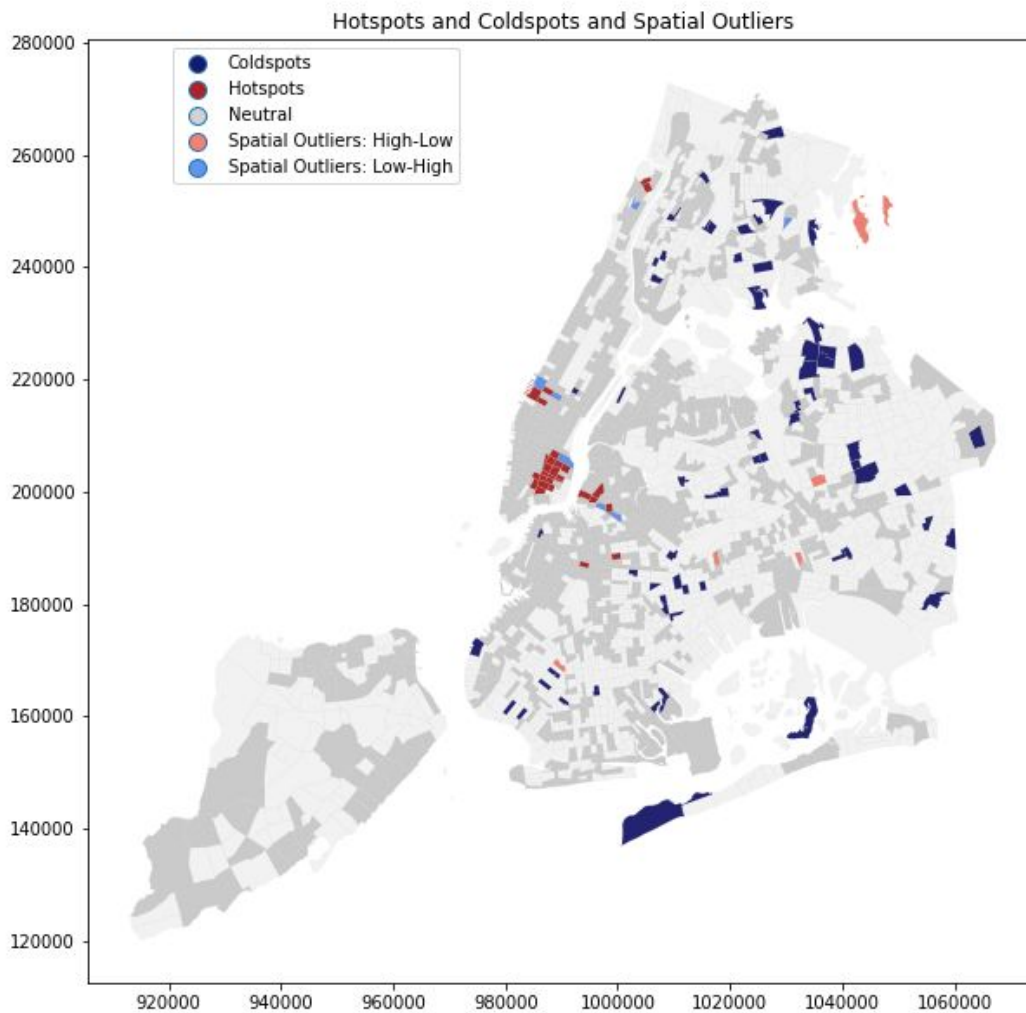 Hotspots and Coldspots and Spatial Outliers
280000
260000
240000
220000
200000
180000
160000
140000
120000
Coldspots
Hotspots
Neutral
Spatial Outliers: High-Low
Spatial Outliers: Low-High
920000 940000 960000 980000 1000000 1020000 1040000 1060000